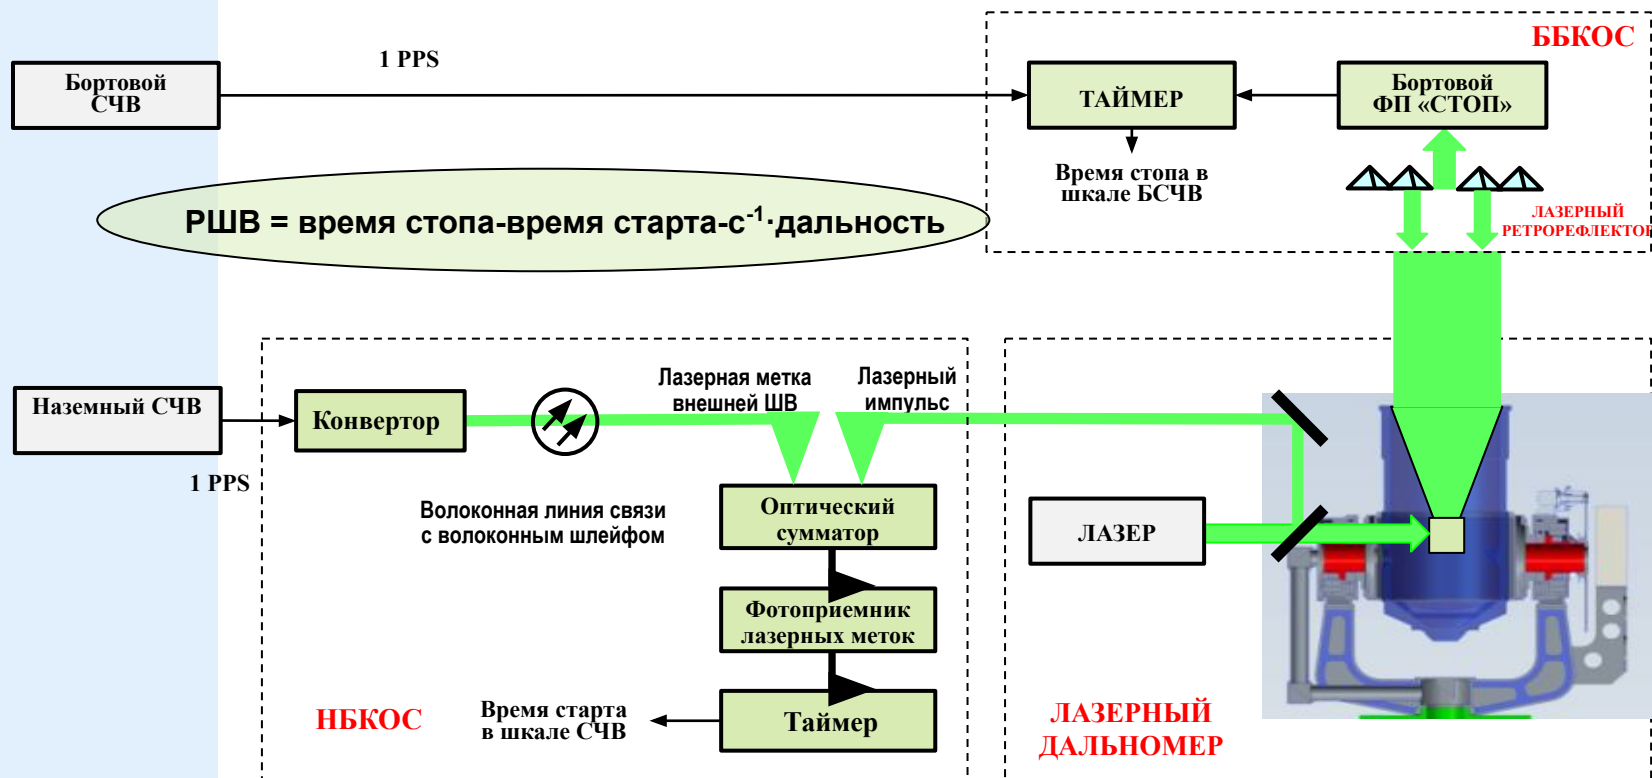 ББКОС
1 PPS
Бортовой
СЧВ
ТАЙМЕР
Бортовой
ФП «СТОП»
Время стопа в
шкале БСЧВ
ЛАЗЕРНЫЙ
РЕТРОРЕФЛЕКТОР
РШВ = время стопа-время старта-с⁻¹·дальность
Лазерная метка
внешней ШВ
Лазерный
импульс
Наземный СЧВ
Конвертор
1 PPS
Волоконная линия связи
с волоконным шлейфом
Оптический
сумматор
ЛАЗЕР
Фотоприемник
лазерных меток
НБКОС
Время старта
в шкале СЧВ
Таймер
ЛАЗЕРНЫЙ
ДАЛЬНОМЕР